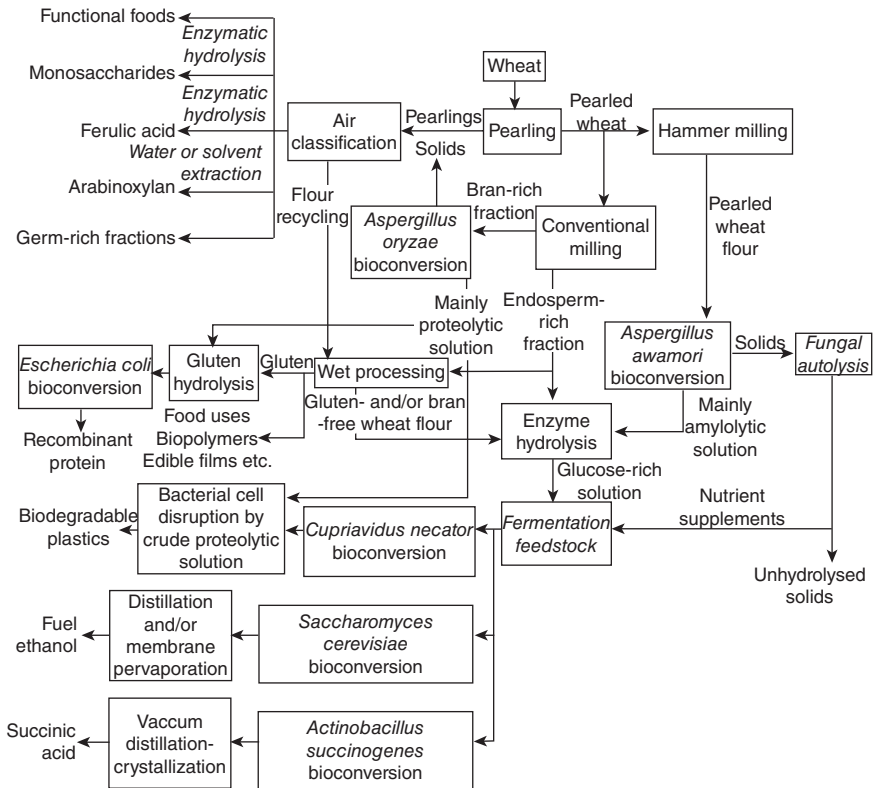 Functional foods
Enzymatic
hydrolysis
Monosaccharides
Enzymatic
hydrolysis
Ferulic acid
Water or solvent
extraction
Arabinoxylan
Germ-rich fractions
Air
classification
Pearlings
Wheat
Pearling
Pearled
wheat
Hammer milling
Solids
Flour
recycling
Aspergillus
oryzae
bioconversion
Bran-rich
fraction
Conventional
milling
Pearled
wheat
flour
Mainly
proteolytic
solution
Endosperm-
rich
fraction
Aspergillus
awamori
bioconversion
Solids
Fungal
autolysis
Escherichia coli
bioconversion
Gluten
hydrolysis
Gluten
Wet processing
Recombinant
protein
Food uses
Biopolymers
Edible films etc.
Gluten- and/or bran
-free wheat flour
Enzyme
hydrolysis
Mainly
amylolytic
solution
Glucose-rich
solution
Biodegradable
plastics
Bacterial cell
disruption by
crude proteolytic
solution
Cupriavidus necator
bioconversion
Fermentation
feedstock
Nutrient
supplements
Unhydrolysed
solids
Fuel
ethanol
Distillation
and/or
membrane
pervaporation
Saccharomyces
cerevisiae
bioconversion
Succinic
acid
Vaccum
distillation-
crystallization
Actinobacillus
succinogenes
bioconversion